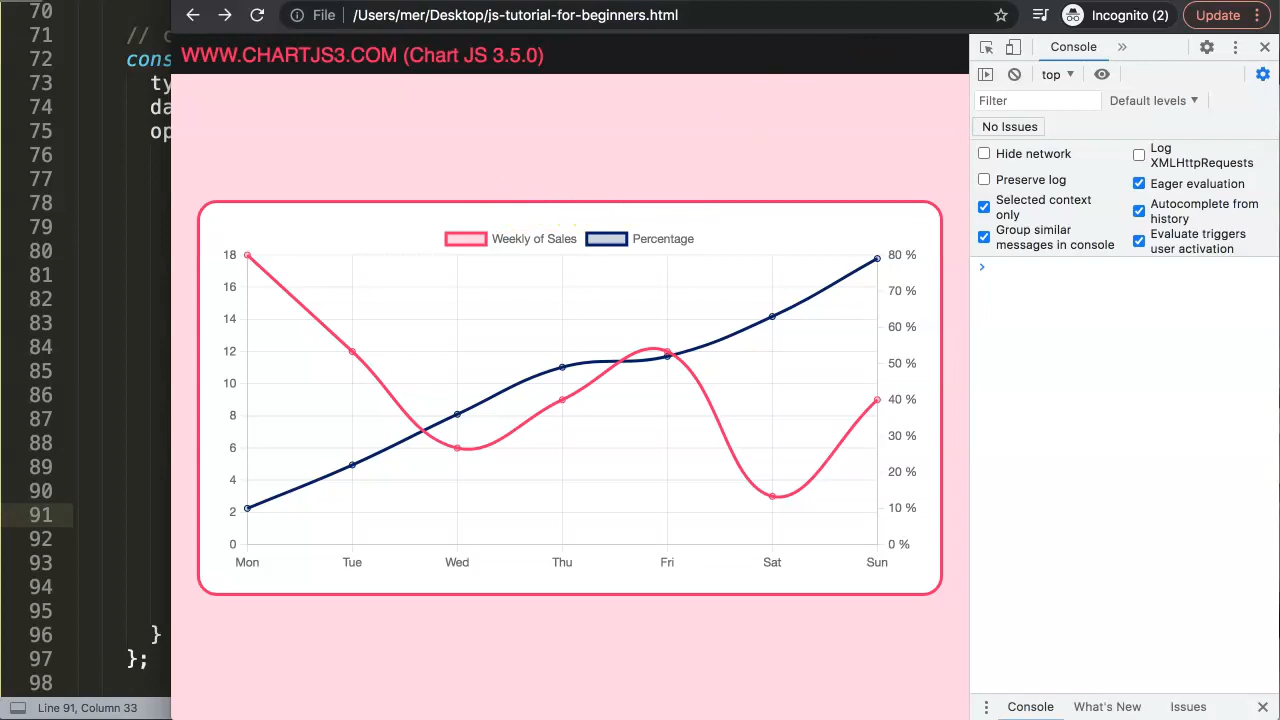 File /Users/mer/Desktop/js-tutorial-for-beginners.html Incognito (2) Update
70
71 // c
72 cons
73 ty
74 da
75 op
76
77
78
79
80
81
82
83
84
85
86
87
88
89
90
91
92
93
94
95
96 }
97 };
98
Line 91, Column 33
WWW.CHARTJS3.COM (Chart JS 3.5.0)
Weekly of Sales Percentage
18 80 %
16 70 %
14 60 %
12 50 %
10 40 %
8 30 %
6 20 %
4 10 %
2 0 %
0
Mon Tue Wed Thu Fri Sat Sun
Console
top
Filter Default levels
No Issues
Hide network
Log
XMLHttpRequests
Preserve log
Eager evaluation
Selected context
only
Autocomplete from
history
Group similar
messages in console
Evaluate triggers
user activation
Console What's New Issues